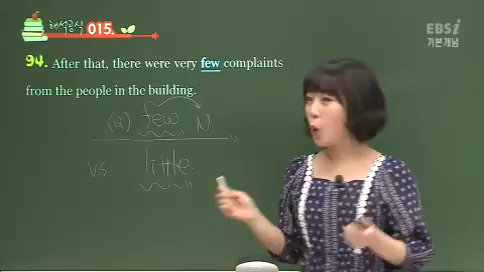 해석공식 015.
EBSi
기본개념
94. After that, there were very few complaints
from the people in the building.
(a) few N
vs little.